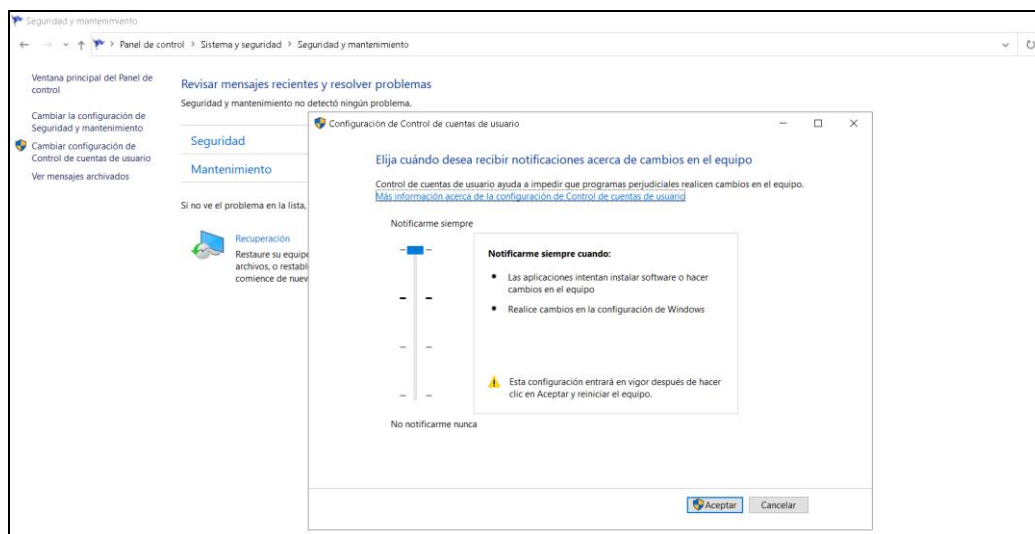 Seguridad y mantenimiento
Panel de control > Sistema y seguridad > Seguridad y mantenimiento
Ventana principal del Panel de
control
Cambiar la configuración de
Seguridad y mantenimiento
Cambiar configuración de
Control de cuentas de usuario
Ver mensajes archivados
Revisar mensajes recientes y resolver problemas
Seguridad y mantenimiento no detectó ningún problema.
Seguridad
Mantenimiento
Si no ve el problema en la lista,
Recuperación
Restaure su equipo
archivos, o restabl
comience de nuev
Configuración de Control de cuentas de usuario
Elija cuándo desea recibir notificaciones acerca de cambios en el equipo
Control de cuentas de usuario ayuda a impedir que programas perjudiciales realicen cambios en el equipo.
Más información acerca de la configuración de Control de cuentas de usuario
Notificarme siempre
Notificarme siempre cuando:
Las aplicaciones intentan instalar software o hacer
cambios en el equipo
Realice cambios en la configuración de Windows
Esta configuración entrará en vigor después de hacer
clic en Aceptar y reiniciar el equipo.
No notificarme nunca
Aceptar
Cancelar